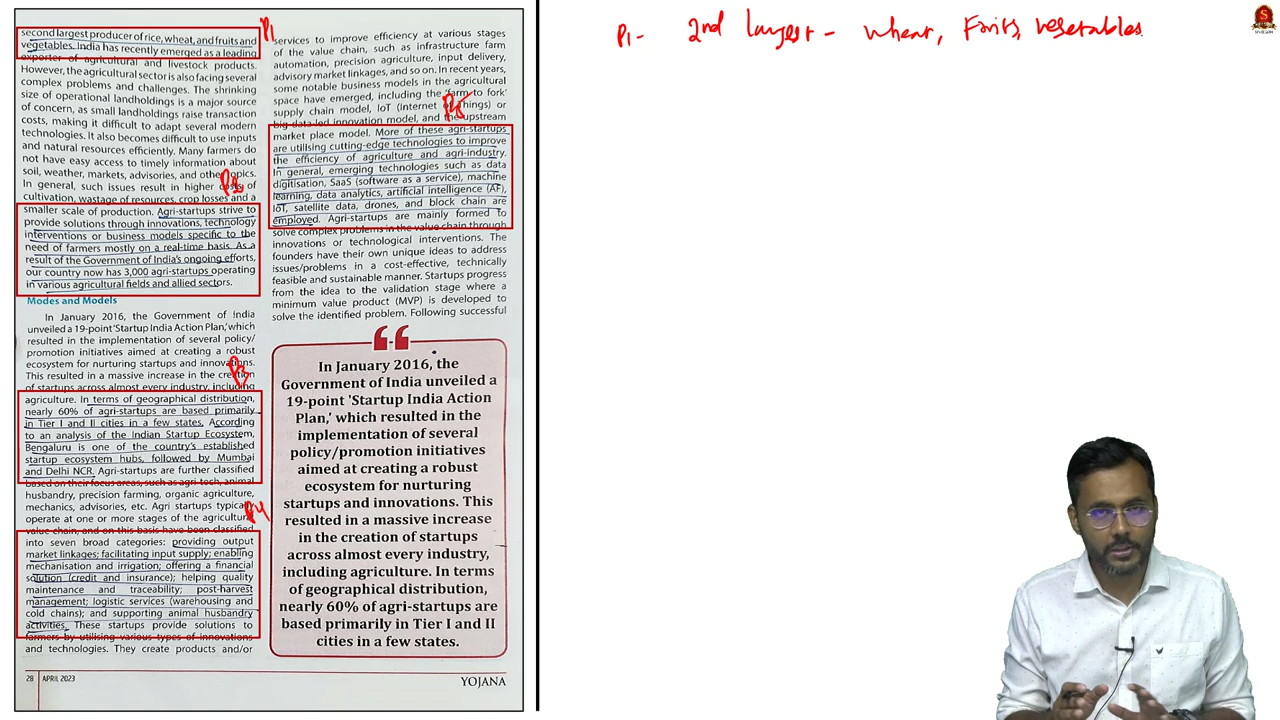 second largest producer of rice, wheat, and fruits and
vegetables. India has recently emerged as a leading
exporter of agricultural and livestock products.
However, the agricultural sector is also facing several
complex problems and challenges. The shrinking
size of operational landholdings is a major source
of concern, as small landholdings raise transaction
costs, making it difficult to adapt several modern
technologies. It also becomes difficult to use inputs
and natural resources efficiently. Many farmers do
not have easy access to timely information about
soil, weather, markets, advisories, and other topics.
P2
In general, such issues result in higher costs of
cultivation, wastage of resources, crop losses and a
smaller scale of production. Agri-startups strive to
provide solutions through innovations, technology
interventions or business models specific to the
need of farmers mostly on a real-time basis. As a
result of the Government of India's ongoing efforts,
our country now has 3,000 agri-startups operating
in various agricultural fields and allied sectors.
Modes and Models
In January 2016, the Government of India
unveiled a 19-point 'Startup India Action Plan,' which
resulted in the implementation of several policy/
promotion initiatives aimed at creating a robust
ecosystem for nurturing startups and innovations.
P3
This resulted in a massive increase in the creation
of startups across almost every industry, including
agriculture. In terms of geographical distribution,
nearly 60% of agri-startups are based primarily
in Tier I and II cities in a few states. According
to an analysis of the Indian Startup Ecosystem,
Bengaluru is one of the country's established
startup ecosystem hubs, followed by Mumbai
and Delhi NCR. Agri-startups are further classified
based on their focus areas, such as agri-tech, animal
husbandry, precision farming, organic agriculture,
mechanics, advisories, etc. Agri startups typically
P4
operate at one or more stages of the agriculture
value chain, and on this basis have been classified
into seven broad categories: providing output
market linkages; facilitating input supply; enabling
mechanisation and irrigation; offering a financial
solution (credit and insurance); helping quality
maintenance and traceability; post-harvest
management; logistic services (warehousing and
cold chains); and supporting animal husbandry
activities. These startups provide solutions to
farmers by utilising various types of innovations
and technologies. They create products and/or
P1
services to improve efficiency at various stages
of the value chain, such as infrastructure farm
automation, precision agriculture, input delivery,
advisory market linkages, and so on. In recent years,
some notable business models in the agricultural
space have emerged, including the 'farm to fork'
P5
supply chain model, IoT (Internet of Things) or
big data-led innovation model, and the upstream
market place model. More of these agri-startups
are utilising cutting-edge technologies to improve
the efficiency of agriculture and agri-industry.
In general, emerging technologies such as data
digitisation, SaaS (software as a service), machine
learning, data analytics, artificial intelligence (AF),
IoT, satellite data, drones, and block chain are
employed. Agri-startups are mainly formed to
solve complex problems in the value chain through
innovations or technological interventions. The
founders have their own unique ideas to address
issues/problems in a cost-effective, technically
feasible and sustainable manner. Startups progress
from the idea to the validation stage where a
minimum value product (MVP) is developed to
solve the identified problem. Following successful
In January 2016, the
Government of India unveiled a
19-point 'Startup India Action
Plan,' which resulted in the
implementation of several
policy/promotion initiatives
aimed at creating a robust
ecosystem for nurturing
startups and innovations. This
resulted in a massive increase
in the creation of startups
across almost every industry,
including agriculture. In terms
of geographical distribution,
nearly 60% of agri-startups are
based primarily in Tier I and II
cities in a few states.
28 APRIL 2023
YOJANA
P1 - 2nd largest - wheat, Fruits, vegetables